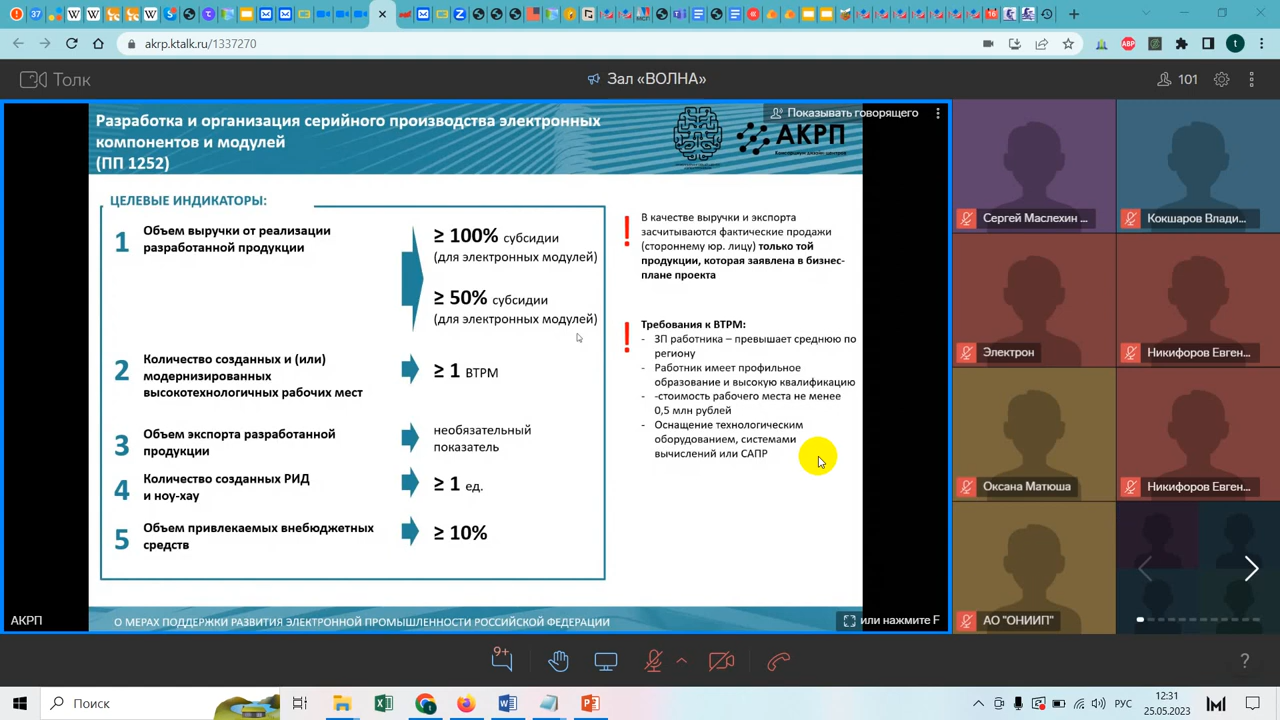 37
16
akrp.ktalk.ru/1337270
ABP
t
Толк
Зал «ВОЛНА»
101
Разработка и организация серийного производства электронных
компонентов и модулей
(ПП 1252)
Показывать говорящего
АКРП
ЦЕЛЕВЫЕ ИНДИКАТОРЫ:
1
Объем выручки от реализации
разработанной продукции
≥ 100% субсидии
(для электронных модулей)
≥ 50% субсидии
(для электронных модулей)
2
Количество созданных и (или)
модернизированных
высокотехнологичных рабочих мест
≥ 1 ВТРМ
3
Объем экспорта разработанной
продукции
необязательный
показатель
4
Количество созданных РИД
и ноу-хау
≥ 1 ед.
5
Объем привлекаемых внебюджетных
средств
≥ 10%
!
В качестве выручки и экспорта
засчитываются фактические продажи
(стороннему юр. лицу) только той
продукции, которая заявлена в бизнес-
плане проекта
!
Требования к ВТРМ:
- ЗП работника – превышает среднюю по
региону
- Работник имеет профильное
образование и высокую квалификацию
- -стоимость рабочего места не менее
0,5 млн рублей
- Оснащение технологическим
оборудованием, системами
вычислений или САПР
О МЕРАХ ПОДДЕРЖКИ РАЗВИТИЯ ЭЛЕКТРОННОЙ ПРОМЫШЛЕННОСТИ РОССИЙСКОЙ ФЕДЕРАЦИИ
АКРП
или нажмите F
Сергей Маслехин ...
Кокшаров Влади...
Электрон
Никифоров Евген...
Оксана Матюша
Никифоров Евген...
АО "ОНИИП"
9+
?
Поиск
РУС
12:31
25.05.2023